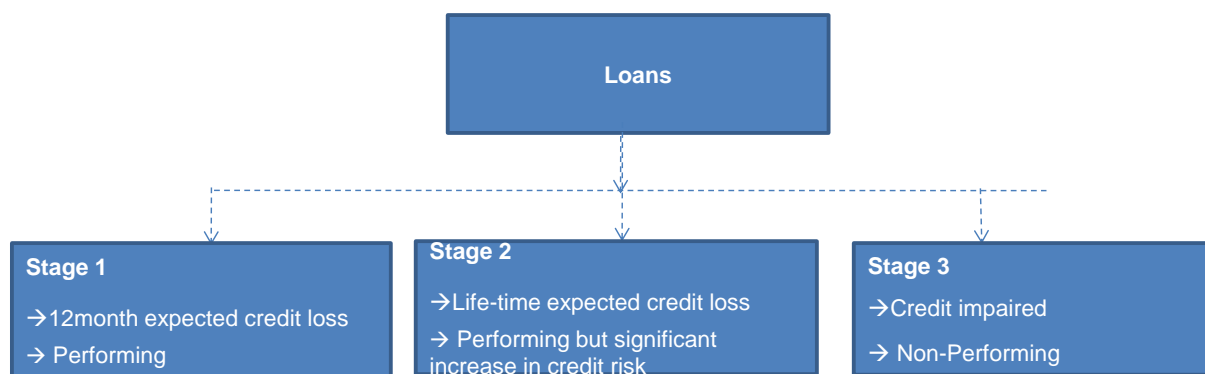 Loans
Stage 1
→12month expected credit loss
→ Performing
Stage 2
→Life-time expected credit loss
→ Performing but significant
increase in credit risk
Stage 3
→Credit impaired
→ Non-Performing